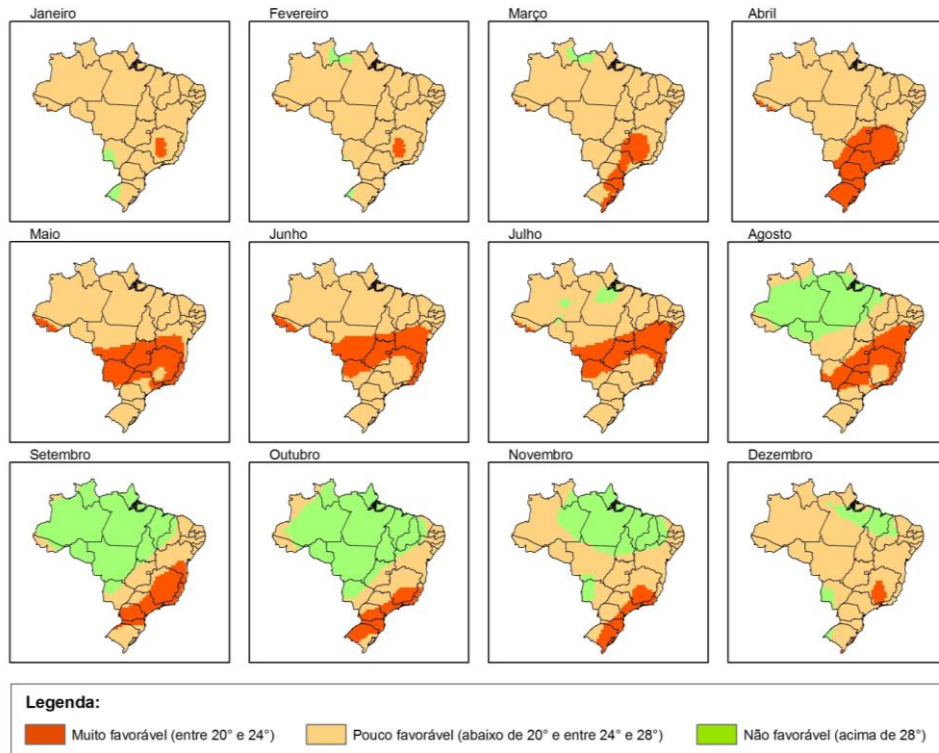 Janeiro
Fevereiro
Março
Abril
Maio
Junho
Julho
Agosto
Setembro
Outubro
Novembro
Dezembro
Legenda:
Muito favorável (entre 20° e 24°)
Pouco favorável (abaixo de 20° e entre 24° e 28°)
Não favorável (acima de 28°)